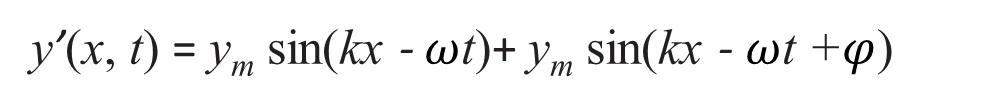 y′(x, t) = yₘ sin(kx - ωt)+ yₘ sin(kx - ωt +φ)